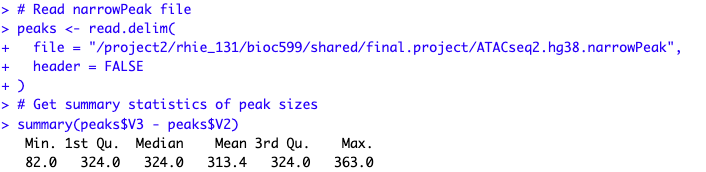 > # Read narrowPeak file
> peaks <- read.delim(
+   file = "/project2/rhie_131/bioc599/shared/final.project/ATACseq2.hg38.narrowPeak",
+   header = FALSE
+ )
> # Get summary statistics of peak sizes
> summary(peaks$V3 - peaks$V2)
   Min. 1st Qu.  Median    Mean 3rd Qu.    Max.
   82.0   324.0   324.0   313.4   324.0   363.0